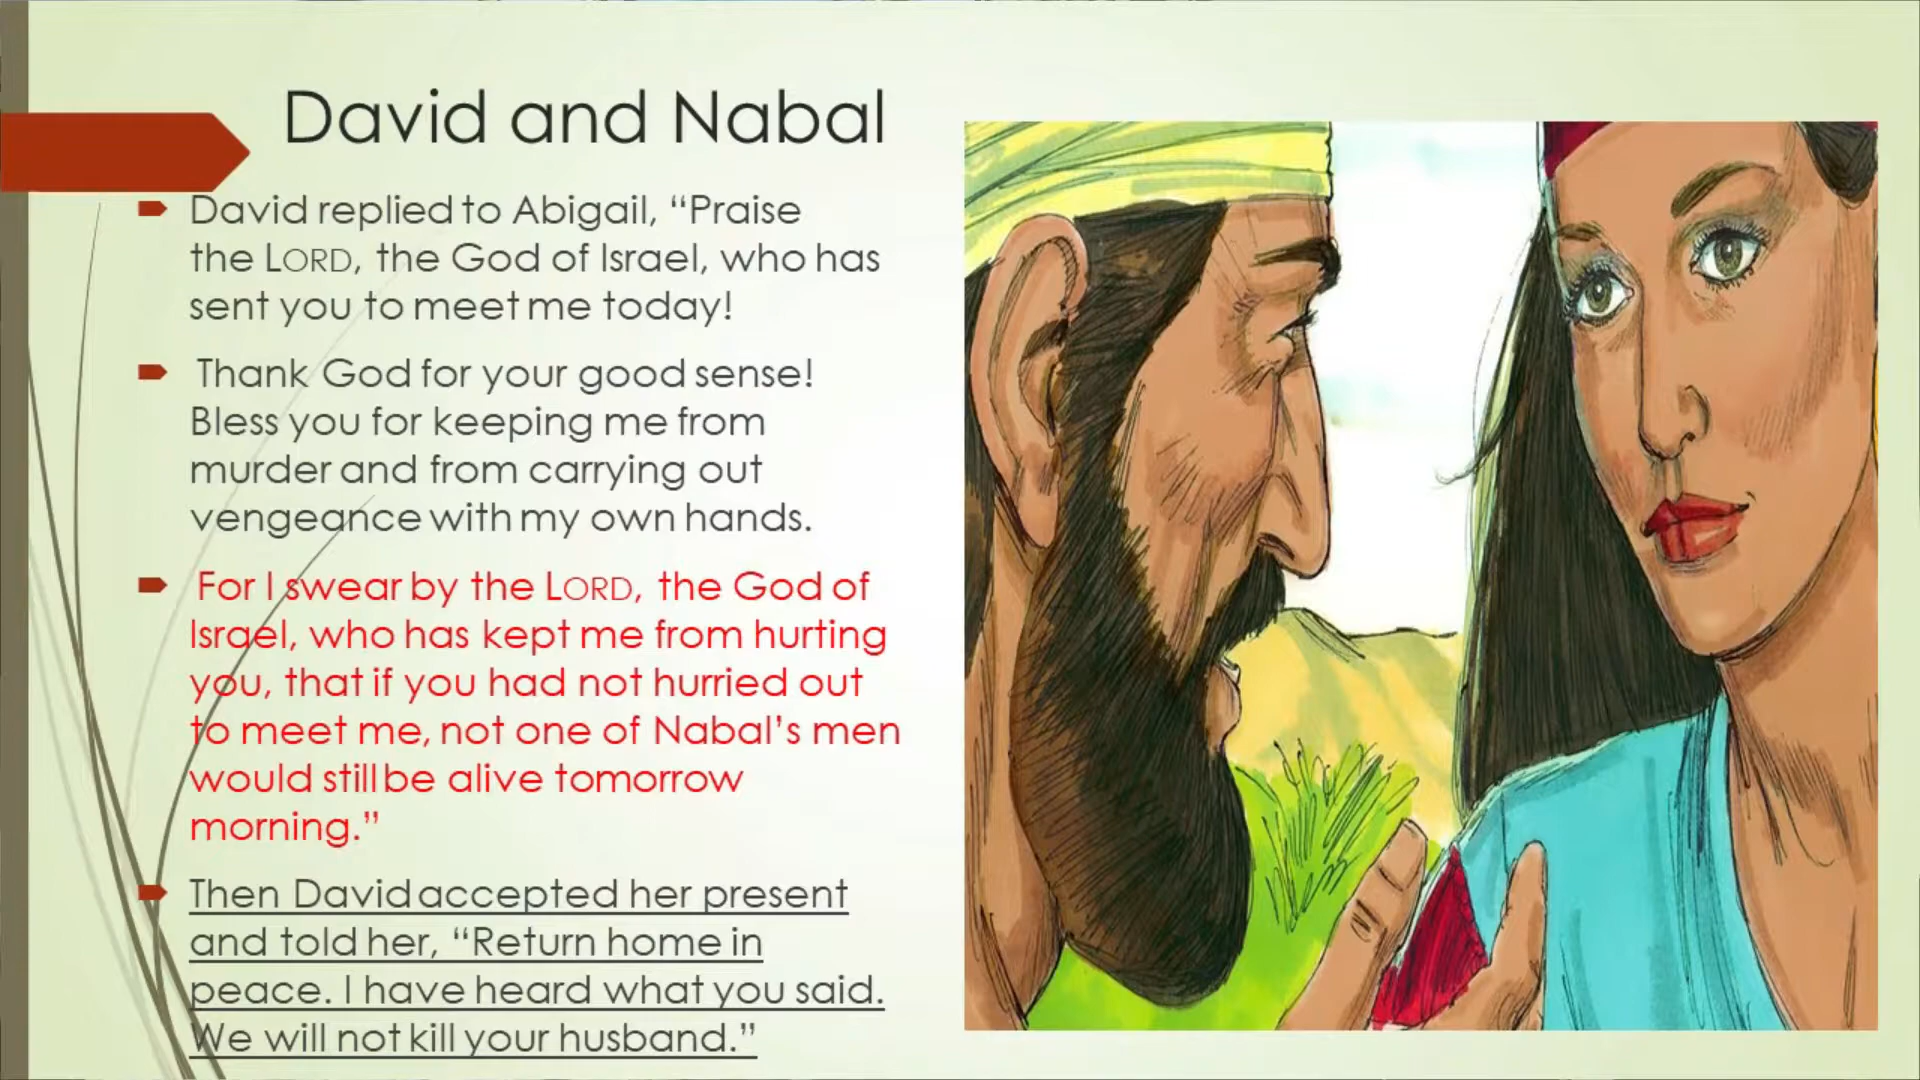 David and Nabal
David replied to Abigail, “Praise
the LORD, the God of Israel, who has
sent you to meet me today!
Thank God for your good sense!
Bless you for keeping me from
murder and from carrying out
vengeance with my own hands.
For I swear by the LORD, the God of
Israel, who has kept me from hurting
you, that if you had not hurried out
to meet me, not one of Nabal’s men
would still be alive tomorrow
morning.”
Then David accepted her present
and told her, “Return home in
peace. I have heard what you said.
We will not kill your husband.”